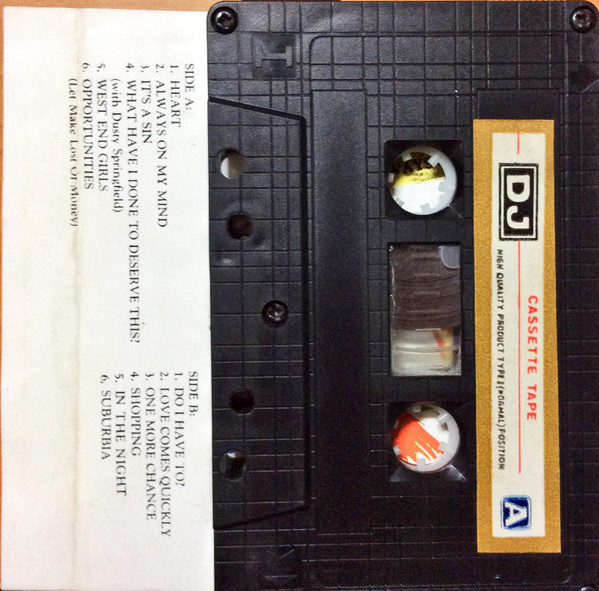 SIDE A:
1. HEART
2. ALWAYS ON MY MIND
3. IT'S A SIN
4. WHAT HAVE I DONE TO DESERVE THIS?
(with Dusty Springfield)
5. WEST END GIRLS
6. OPPORTUNITIES
(Let Make Lost Of Money)
SIDE B:
1. DO I HAVE TO?
2. LOVE COMES QUICKLY
3. ONE MORE CHANCE
4. SHOPPING
5. IN THE NIGHT
6. SUBURBIA
CASSETTE TAPE
DJ
HIGH QUALITY PRODUCT TYPE I (NORMAL) POSITION
A